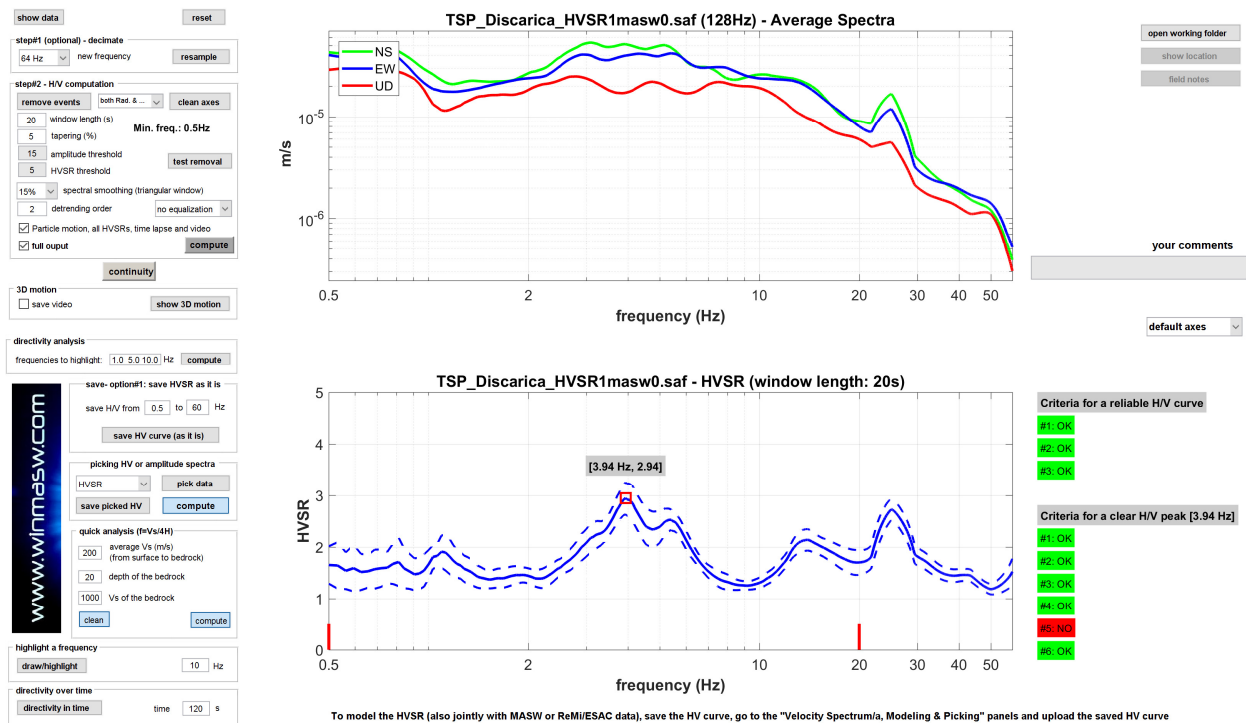 show data
reset
step#1 (optional) - decimate
64 Hz
new frequency
resample
step#2 - H/V computation
remove events
both Rad. & ...
clean axes
20
window length (s)
Min. freq.: 0.5Hz
5
tapering (%)
15
amplitude threshold
test removal
5
HVSR threshold
15%
spectral smoothing (triangular window)
2
detrending order
no equalization
Particle motion, all HVSRs, time lapse and video
full ouput
compute
continuity
3D motion
save video
show 3D motion
directivity analysis
frequencies to highlight:
1.0 5.0 10.0
Hz
compute
www.winmasw.com
save- option#1: save HVSR as it is
save H/V from
0.5
to
60
Hz
save HV curve (as it is)
picking HV or amplitude spectra
HVSR
pick data
save picked HV
compute
quick analysis (f=Vs/4H)
200
average Vs (m/s)
(from surface to bedrock)
20
depth of the bedrock
1000
Vs of the bedrock
clean
compute
highlight a frequency
draw/highlight
10
Hz
directivity over time
directivity in time
time
120
s
TSP_Discarica_HVSR1masw0.saf (128Hz) - Average Spectra
NS
EW
UD
10-5
10-6
m/s
0.5
2
10
20
30
40
50
frequency (Hz)
TSP_Discarica_HVSR1masw0.saf - HVSR (window length: 20s)
[3.94 Hz, 2.94]
5
4
3
2
1
0
HVSR
0.5
2
10
20
30
40
50
frequency (Hz)
To model the HVSR (also jointly with MASW or ReMi/ESAC data), save the HV curve, go to the "Velocity Spectrum/a, Modeling & Picking" panels and upload the saved HV curve
open working folder
show location
field notes
your comments
default axes
Criteria for a reliable H/V curve
#1: OK
#2: OK
#3: OK
Criteria for a clear H/V peak [3.94 Hz]
#1: OK
#2: OK
#3: OK
#4: OK
#5: NO
#6: OK